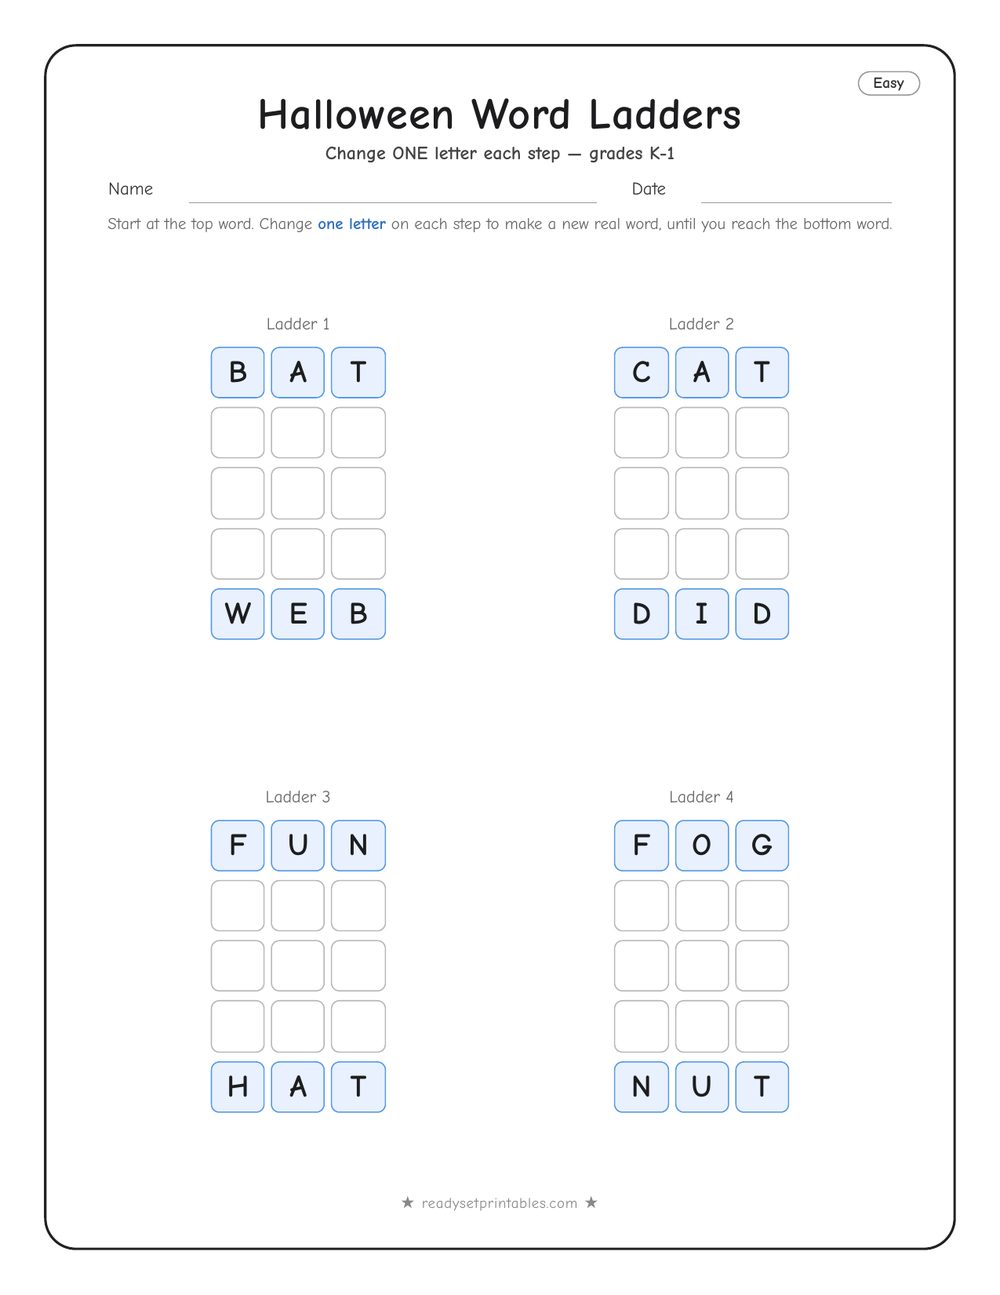 Easy
Halloween Word Ladders
Change ONE letter each step — grades K-1
Name Date
Start at the top word. Change one letter on each step to make a new real word, until you reach the bottom word.
Ladder 1
B A T
W E B
Ladder 2
C A T
D I D
Ladder 3
F U N
H A T
Ladder 4
F O G
N U T
★ readysetprintables.com ★